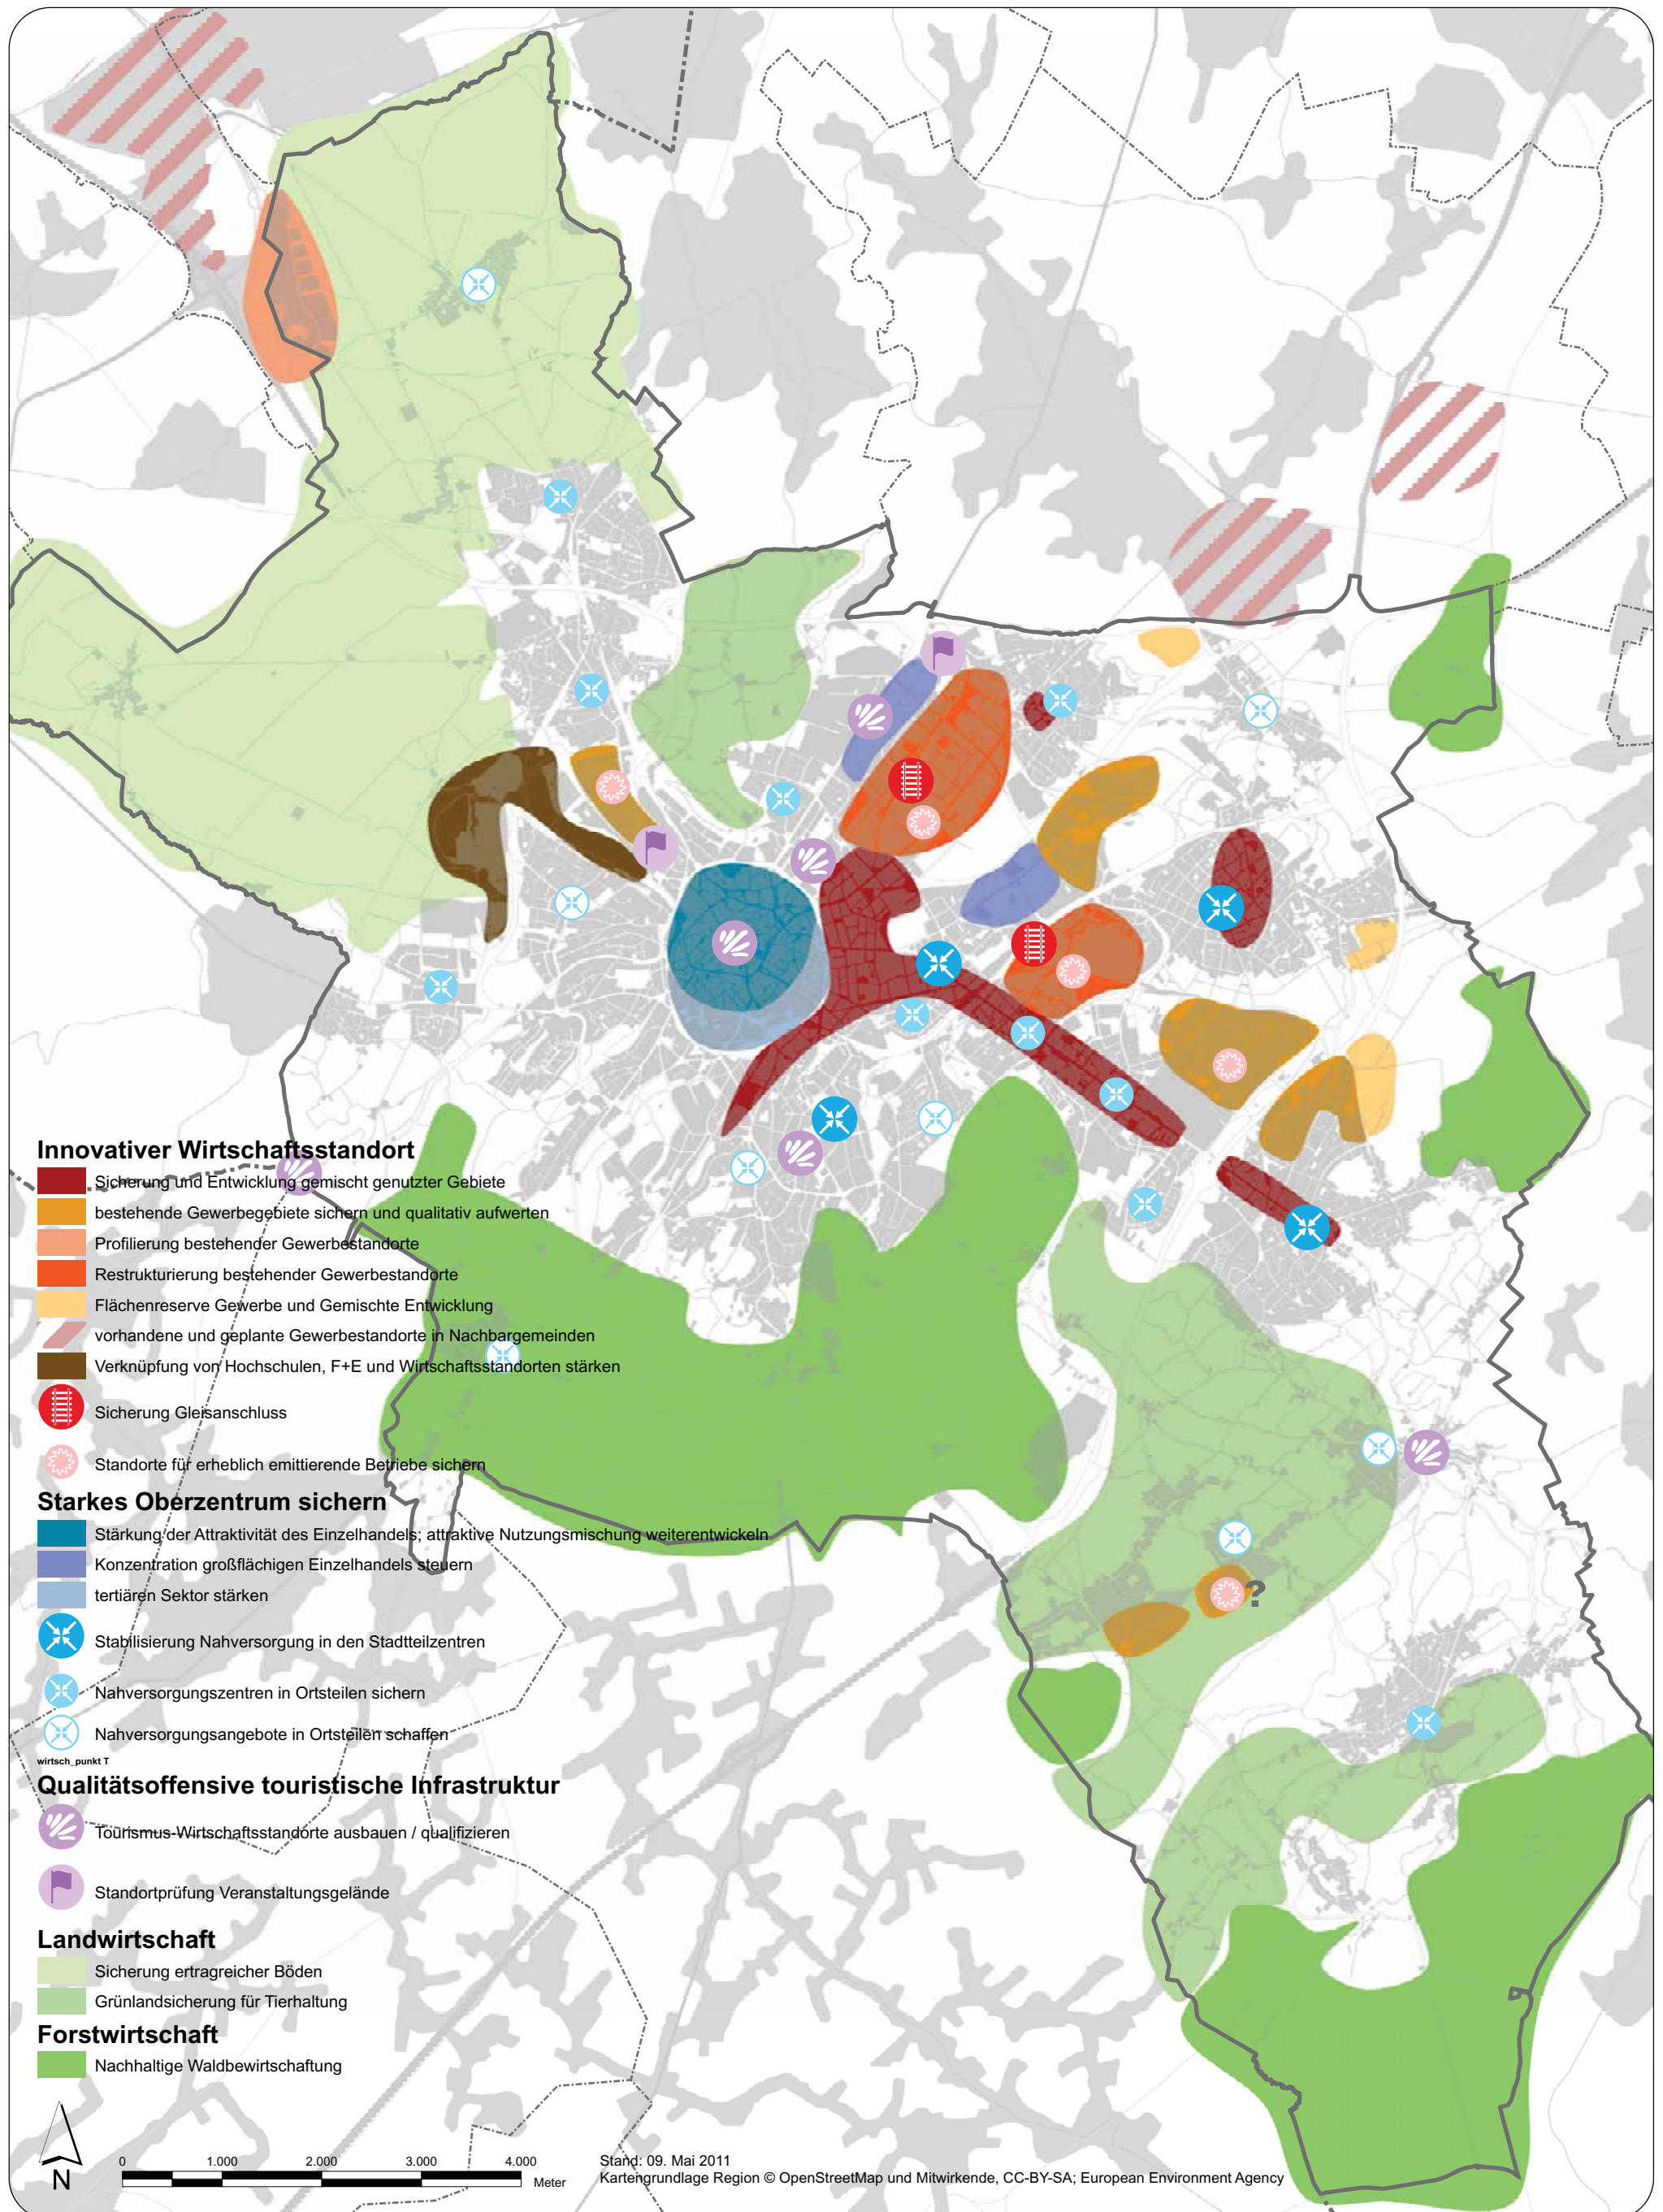 ?
Innovativer Wirtschaftsstandort
Sicherung und Entwicklung gemischt genutzter Gebiete
bestehende Gewerbegebiete sichern und qualitativ aufwerten
Profilierung bestehender Gewerbestandorte
Restrukturierung bestehender Gewerbestandorte
Flächenreserve Gewerbe und Gemischte Entwicklung
vorhandene und geplante Gewerbestandorte in Nachbargemeinden
Verknüpfung von Hochschulen, F+E und Wirtschaftsstandorten stärken
Sicherung Gleisanschluss
Standorte für erheblich emittierende Betriebe sichern
Starkes Oberzentrum sichern
Stärkung der Attraktivität des Einzelhandels; attraktive Nutzungsmischung weiterentwickeln
Konzentration großflächigen Einzelhandels steuern
tertiären Sektor stärken
Stabilisierung Nahversorgung in den Stadtteilzentren
Nahversorgungszentren in Ortsteilen sichern
Nahversorgungsangebote in Ortsteilen schaffen
wirtsch_punkt T
Qualitätsoffensive touristische Infrastruktur
Tourismus-Wirtschaftsstandorte ausbauen / qualifizieren
Standortprüfung Veranstaltungsgelände
Landwirtschaft
Sicherung ertragreicher Böden
Grünlandsicherung für Tierhaltung
Forstwirtschaft
Nachhaltige Waldbewirtschaftung
N
0 1.000 2.000 3.000 4.000
Meter
Stand: 09. Mai 2011
Kartengrundlage Region © OpenStreetMap und Mitwirkende, CC-BY-SA; European Environment Agency